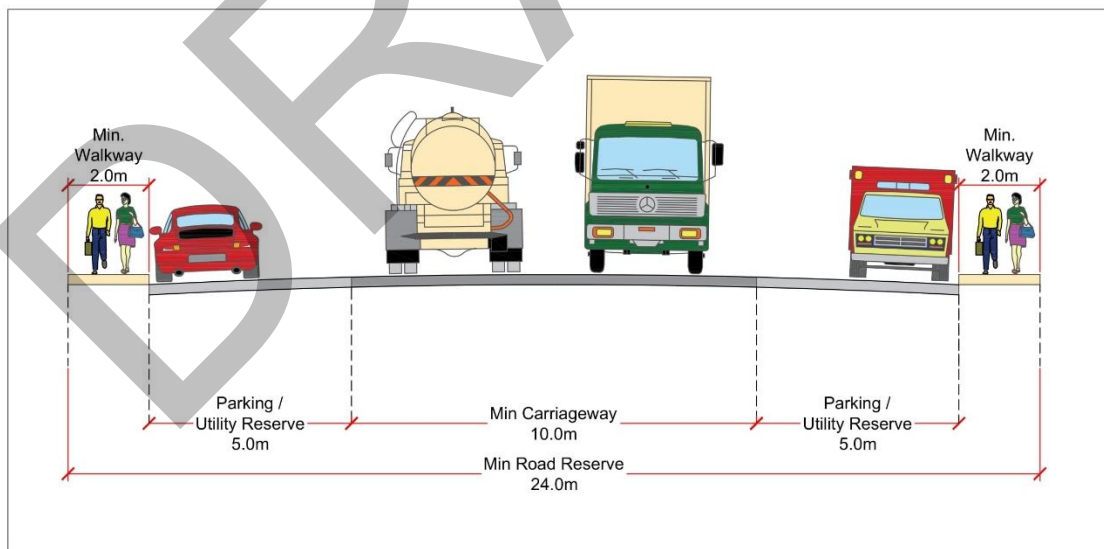 DRA
Min.
Walkway
2.0m
Min.
Walkway
2.0m
Parking /
Utility Reserve
5.0m
Min Carriageway
10.0m
Parking /
Utility Reserve
5.0m
Min Road Reserve
24.0m